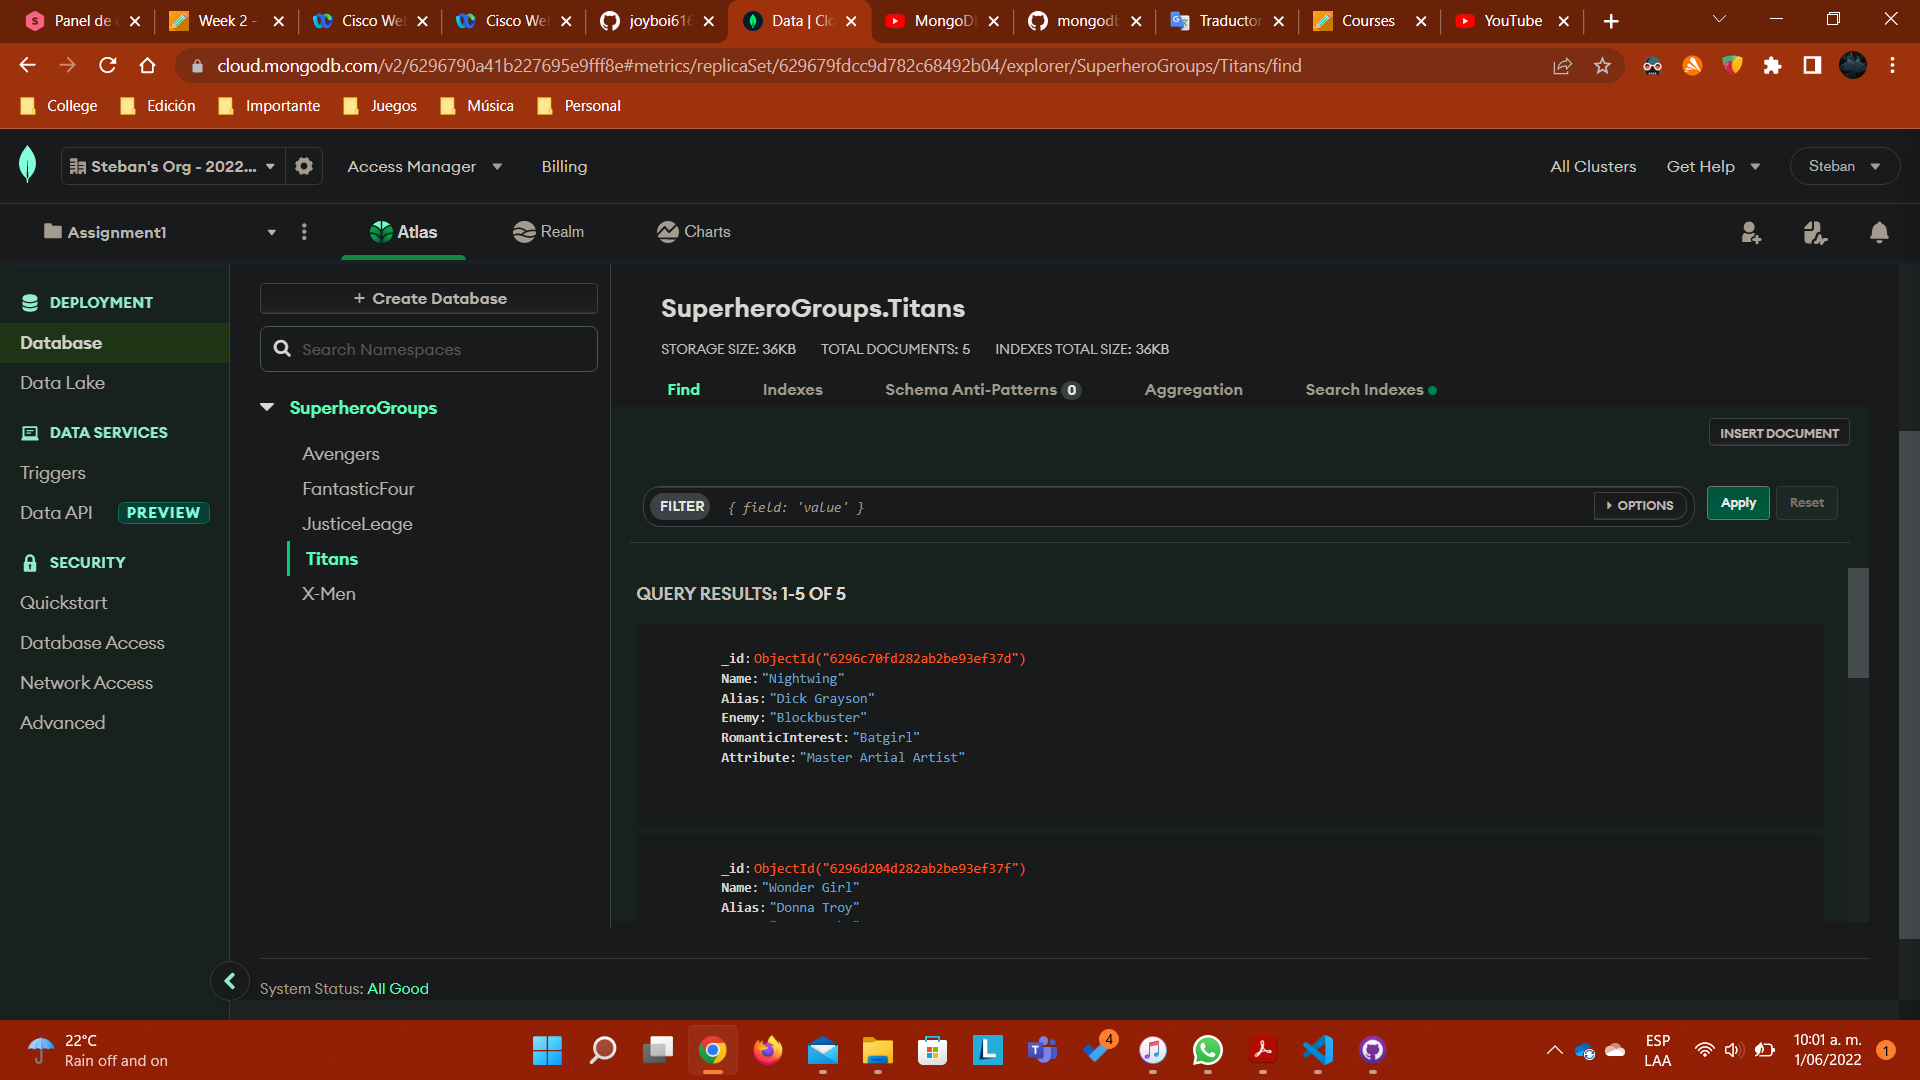 Panel de
Week 2 -
Cisco We
Cisco We
joyboi616
Data | Clo
MongoD
mongodb
Traductor
Courses
YouTube
cloud.mongodb.com/v2/6296790a41b227695e9fff8e#metrics/replicaSet/629679fdcc9d782c68492b04/explorer/SuperheroGroups/Titans/find
College
Edición
Importante
Juegos
Música
Personal
Steban's Org - 2022...
Access Manager
Billing
All Clusters
Get Help
Steban
Assignment1
Atlas
Realm
Charts
DEPLOYMENT
Database
Data Lake
DATA SERVICES
Triggers
Data API PREVIEW
SECURITY
Quickstart
Database Access
Network Access
Advanced
+ Create Database
Search Namespaces
SuperheroGroups
Avengers
FantasticFour
JusticeLeage
Titans
X-Men
SuperheroGroups.Titans
STORAGE SIZE: 36KB TOTAL DOCUMENTS: 5 INDEXES TOTAL SIZE: 36KB
Find
Indexes
Schema Anti-Patterns 0
Aggregation
Search Indexes
INSERT DOCUMENT
FILTER { field: 'value' }
OPTIONS
Apply
Reset
QUERY RESULTS: 1-5 OF 5
_id: ObjectId("6296c70fd282ab2be93ef37d")
Name: "Nightwing"
Alias: "Dick Grayson"
Enemy: "Blockbuster"
RomanticInterest: "Batgirl"
Attribute: "Master Artial Artist"
_id: ObjectId("6296d204d282ab2be93ef37f")
Name: "Wonder Girl"
Alias: "Donna Troy"
System Status: All Good
22°C
Rain off and on
4
ESP
LAA
10:01 a. m.
1/06/2022
1